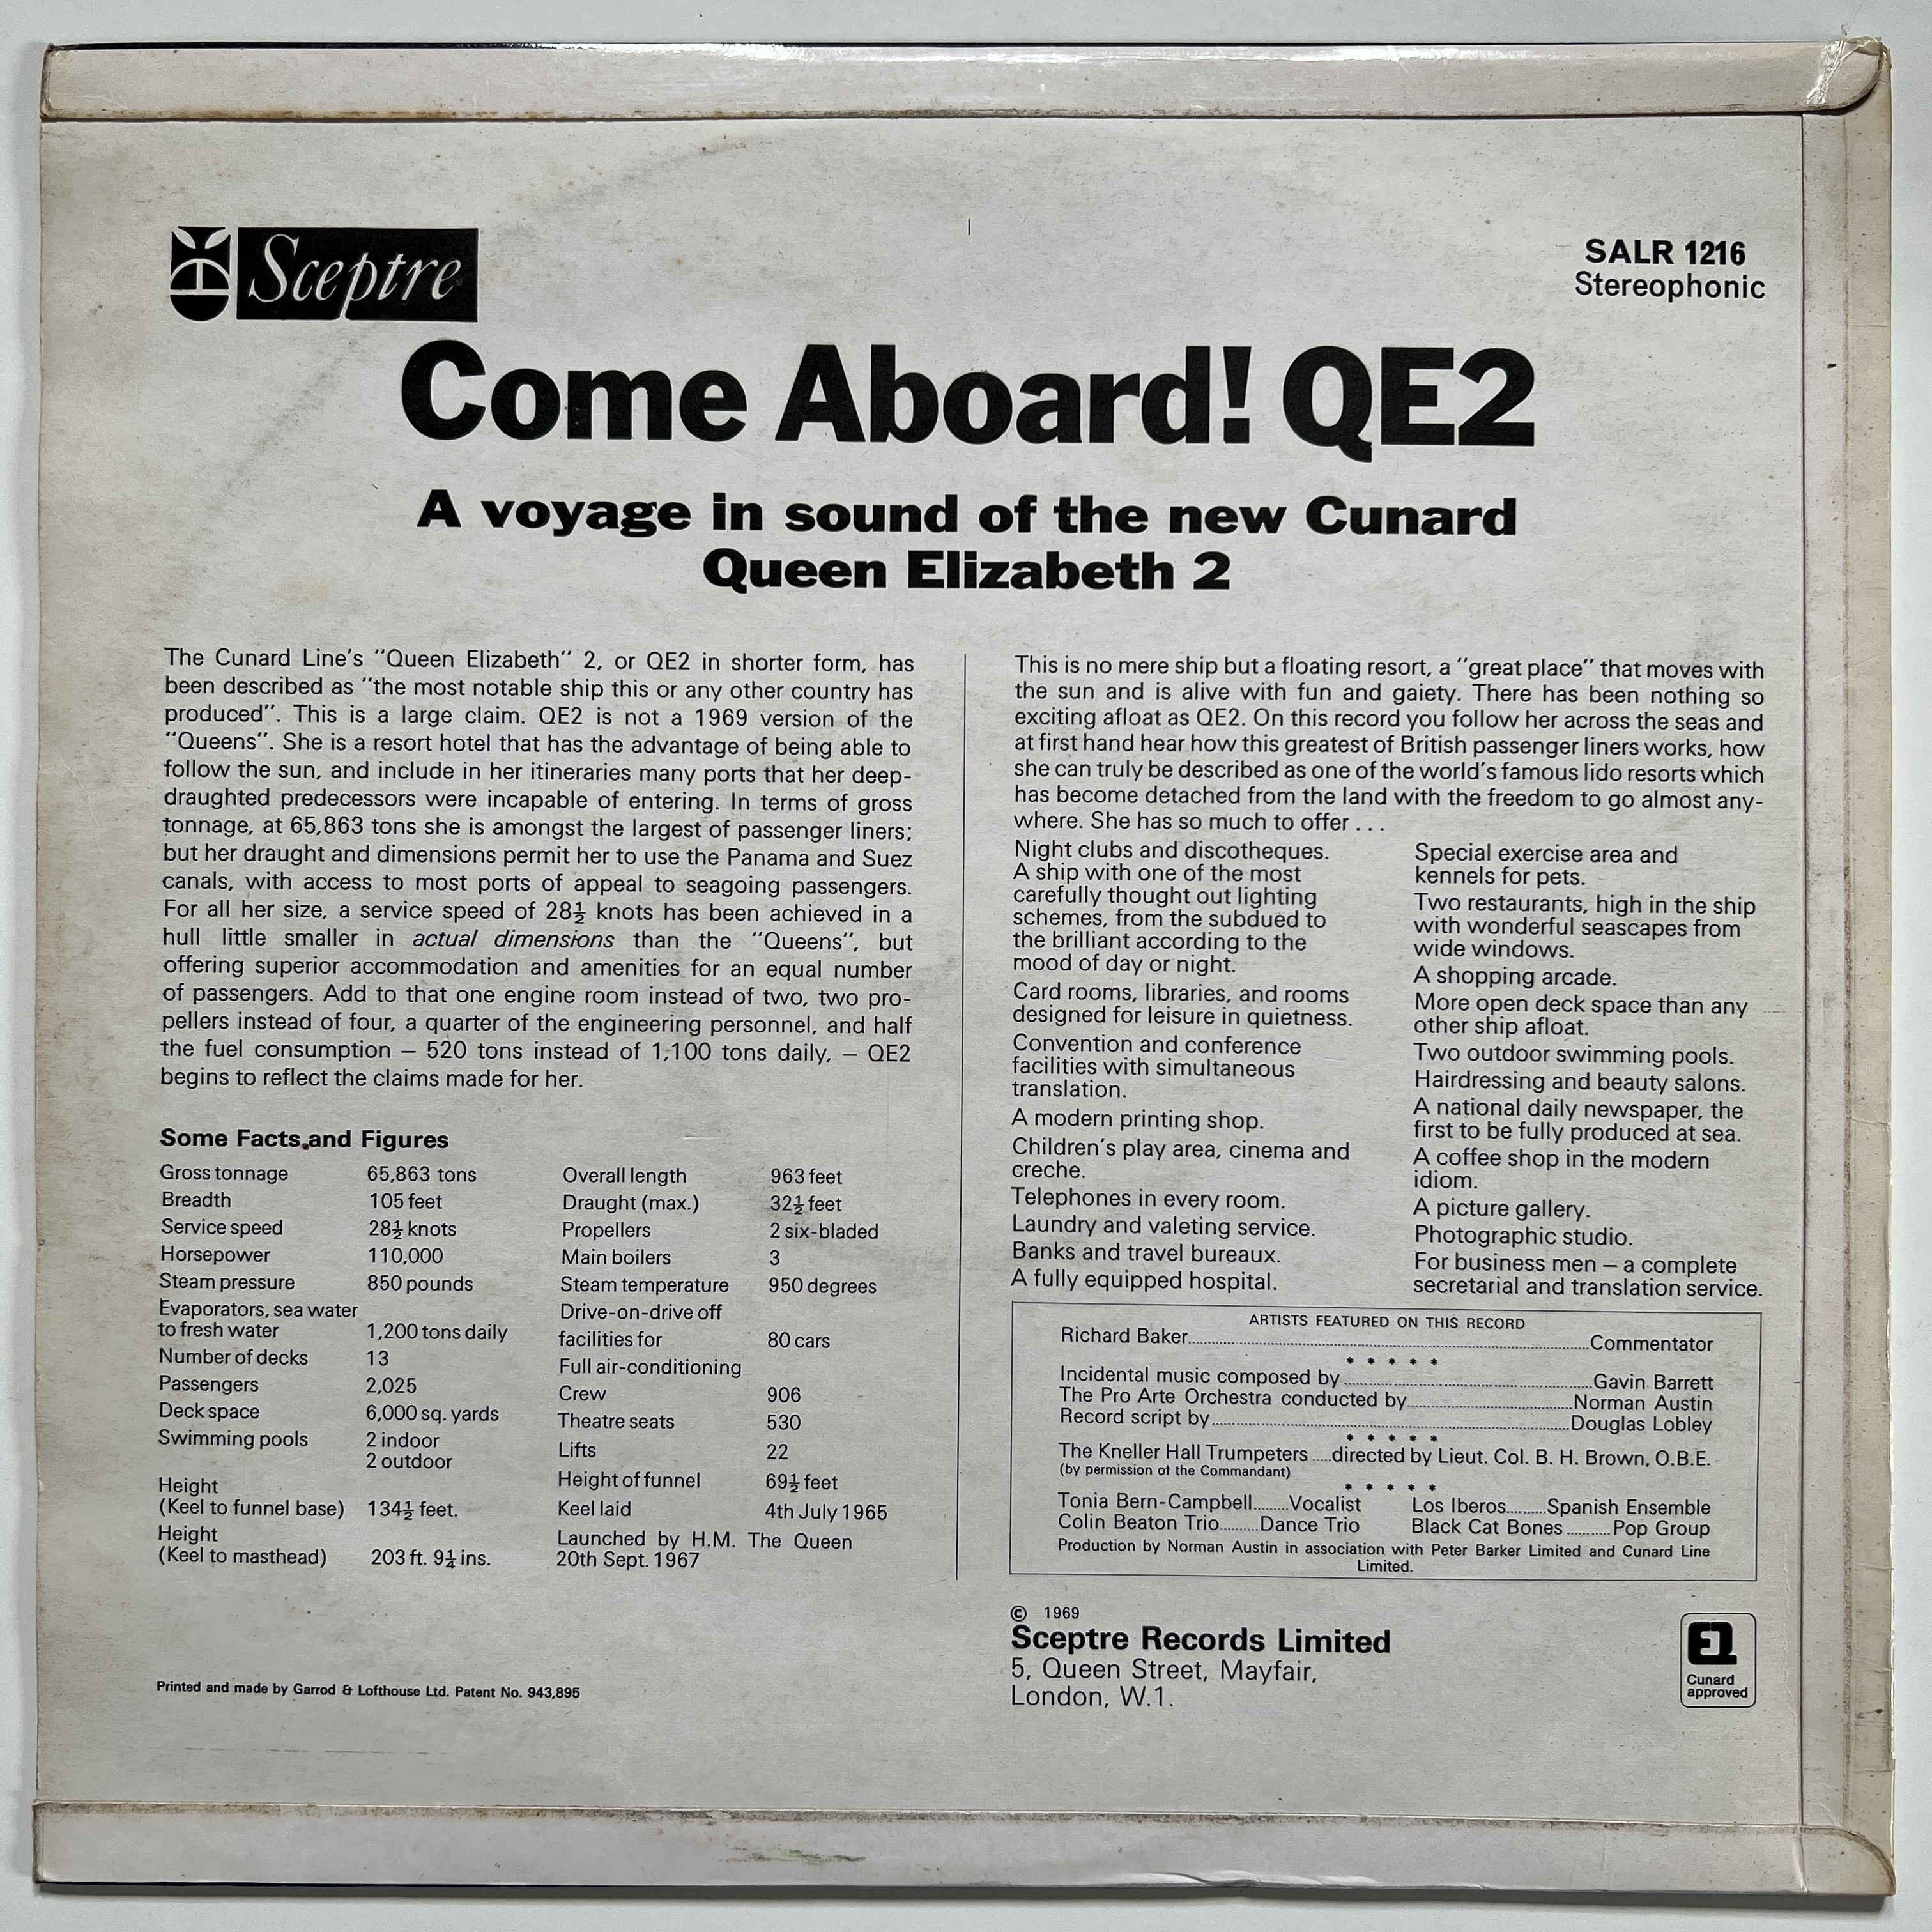 Sceptre
SALR 1216
Stereophonic
Come Aboard! QE2
A voyage in sound of the new Cunard
Queen Elizabeth 2
The Cunard Line's "Queen Elizabeth" 2, or QE2 in shorter form, has
been described as "the most notable ship this or any other country has
produced". This is a large claim. QE2 is not a 1969 version of the
"Queens". She is a resort hotel that has the advantage of being able to
follow the sun, and include in her itineraries many ports that her deep-
draughted predecessors were incapable of entering. In terms of gross
tonnage, at 65,863 tons she is amongst the largest of passenger liners;
but her draught and dimensions permit her to use the Panama and Suez
canals, with access to most ports of appeal to seagoing passengers.
For all her size, a service speed of 28½ knots has been achieved in a
hull little smaller in actual dimensions than the "Queens", but
offering superior accommodation and amenities for an equal number
of passengers. Add to that one engine room instead of two, two pro-
pellers instead of four, a quarter of the engineering personnel, and half
the fuel consumption – 520 tons instead of 1,100 tons daily, – QE2
begins to reflect the claims made for her.
Some Facts and Figures
Gross tonnage 65,863 tons
Breadth 105 feet
Service speed 28½ knots
Horsepower 110,000
Steam pressure 850 pounds
Evaporators, sea water
to fresh water 1,200 tons daily
Number of decks 13
Passengers 2,025
Deck space 6,000 sq. yards
Swimming pools 2 indoor
2 outdoor
Height
(Keel to funnel base) 134½ feet.
Height
(Keel to masthead) 203 ft. 9¼ ins.
Overall length 963 feet
Draught (max.) 32½ feet
Propellers 2 six-bladed
Main boilers 3
Steam temperature 950 degrees
Drive-on-drive off
facilities for 80 cars
Full air-conditioning
Crew 906
Theatre seats 530
Lifts 22
Height of funnel 69½ feet
Keel laid 4th July 1965
Launched by H.M. The Queen
20th Sept. 1967
Printed and made by Garrod & Lofthouse Ltd. Patent No. 943,895
This is no mere ship but a floating resort, a "great place" that moves with
the sun and is alive with fun and gaiety. There has been nothing so
exciting afloat as QE2. On this record you follow her across the seas and
at first hand hear how this greatest of British passenger liners works, how
she can truly be described as one of the world's famous lido resorts which
has become detached from the land with the freedom to go almost any-
where. She has so much to offer . . .
Night clubs and discotheques.
A ship with one of the most
carefully thought out lighting
schemes, from the subdued to
the brilliant according to the
mood of day or night.
Card rooms, libraries, and rooms
designed for leisure in quietness.
Convention and conference
facilities with simultaneous
translation.
A modern printing shop.
Children's play area, cinema and
creche.
Telephones in every room.
Laundry and valeting service.
Banks and travel bureaux.
A fully equipped hospital.
Special exercise area and
kennels for pets.
Two restaurants, high in the ship
with wonderful seascapes from
wide windows.
A shopping arcade.
More open deck space than any
other ship afloat.
Two outdoor swimming pools.
Hairdressing and beauty salons.
A national daily newspaper, the
first to be fully produced at sea.
A coffee shop in the modern
idiom.
A picture gallery.
Photographic studio.
For business men – a complete
secretarial and translation service.
ARTISTS FEATURED ON THIS RECORD
Richard Baker........Commentator
* * * * *
Incidental music composed by........Gavin Barrett
The Pro Arte Orchestra conducted by........Norman Austin
Record script by........Douglas Lobley
* * * * *
The Kneller Hall Trumpeters .....directed by Lieut. Col. B. H. Brown, O.B.E.
(by permission of the Commandant)
* * * * *
Tonia Bern-Campbell........Vocalist Los Iberos.........Spanish Ensemble
Colin Beaton Trio.........Dance Trio Black Cat Bones ..........Pop Group
Production by Norman Austin in association with Peter Barker Limited and Cunard Line
Limited.
© 1969
Sceptre Records Limited
5, Queen Street, Mayfair,
London, W.1.
Cunard
approved